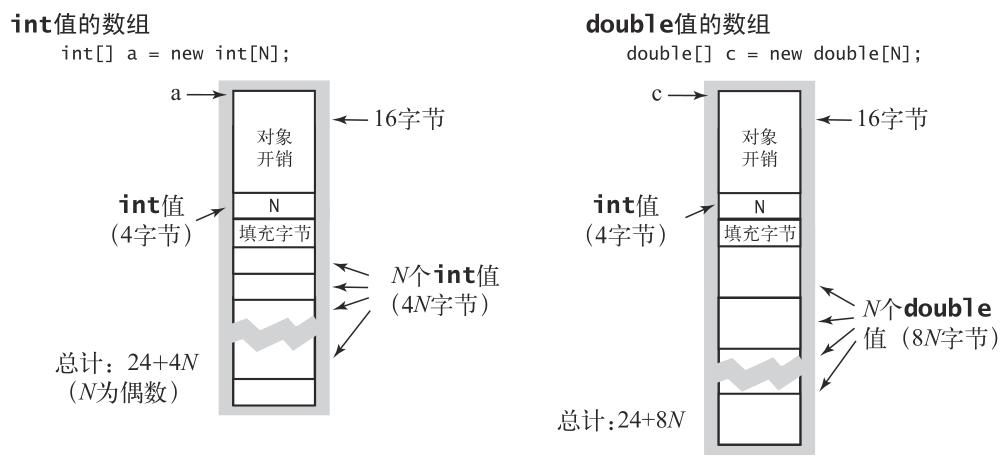 int值的数组
int[] a = new int[N];
a
16字节
对象
开销
int值
(4字节)
N
填充字节
N个int值
(4N字节)
总计：24+4N
(N为偶数)
double值的数组
double[] c = new double[N];
c
16字节
对象
开销
int值
(4字节)
N
填充字节
N个double
值 (8N字节)
总计：24+8N